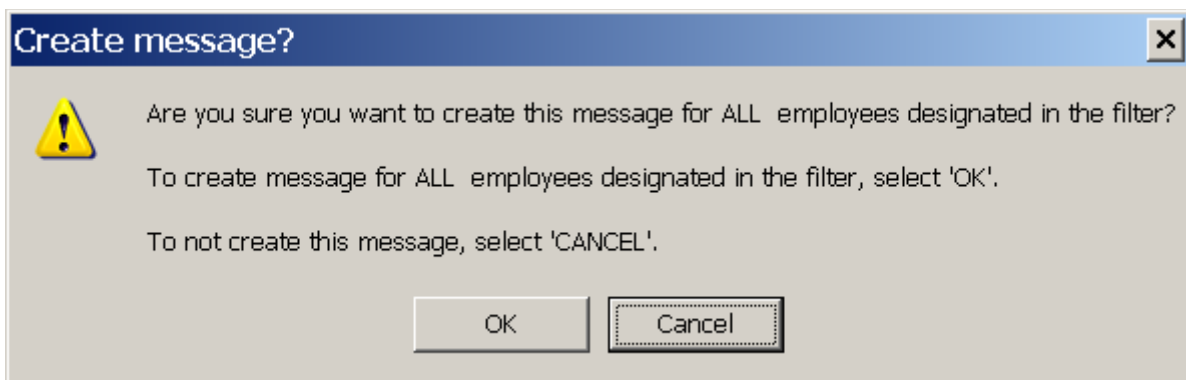 Create message?
Are you sure you want to create this message for ALL  employees designated in the filter?
To create message for ALL  employees designated in the filter, select 'OK'.
To not create this message, select 'CANCEL'.
OK
Cancel